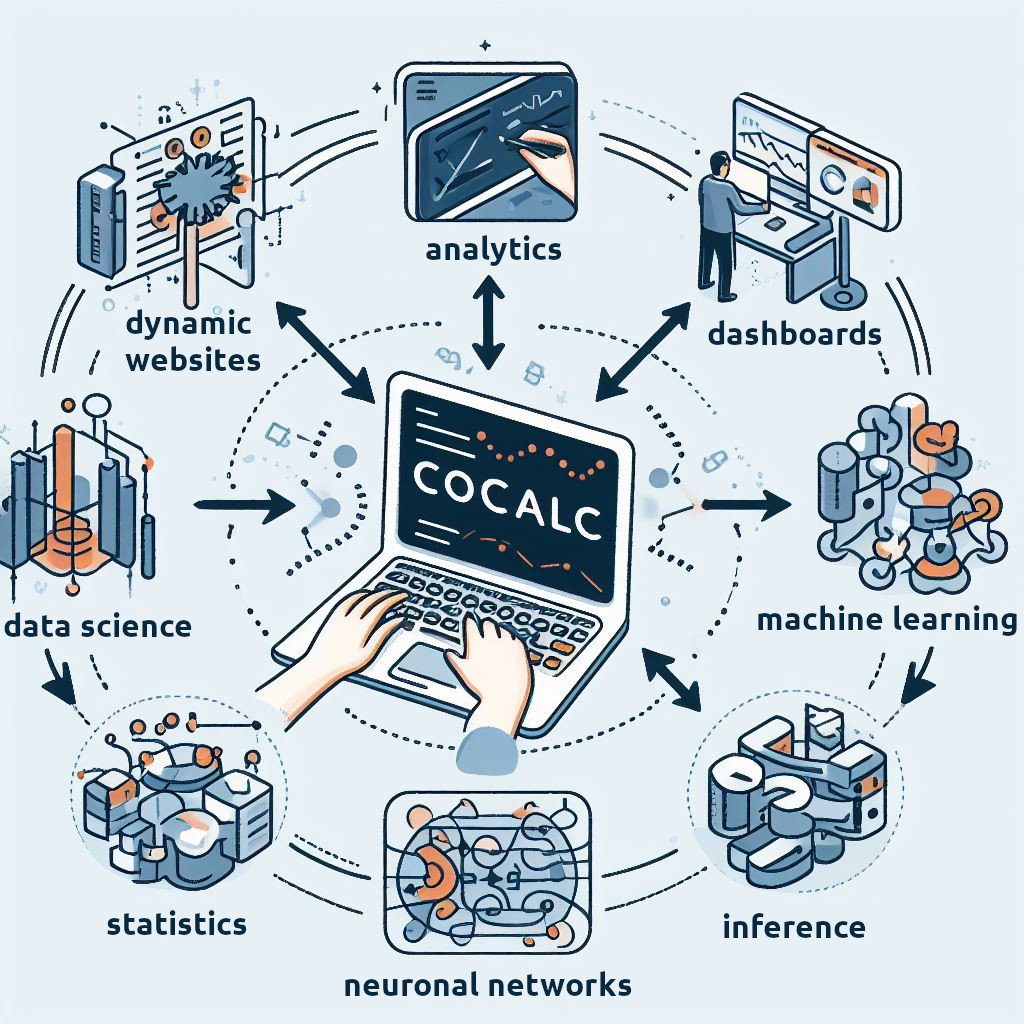 analytics
dynamic
websites
dashboards
COCALC
data science
machine learning
statistics
inference
neuronal networks